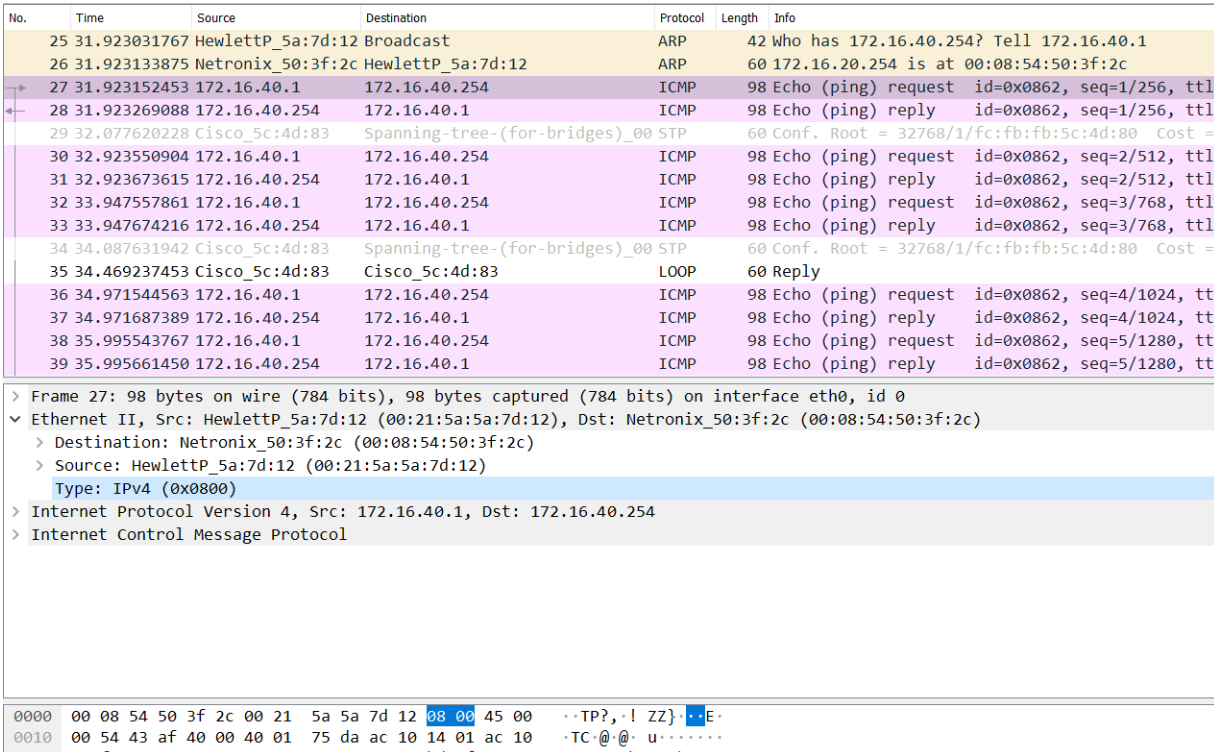 No. Time Source Destination Protocol Length Info
25 31.923031767 HewlettP_5a:7d:12 Broadcast ARP 42 Who has 172.16.40.254? Tell 172.16.40.1
26 31.923133875 Netronix_50:3f:2c HewlettP_5a:7d:12 ARP 60 172.16.20.254 is at 00:08:54:50:3f:2c
27 31.923152453 172.16.40.1 172.16.40.254 ICMP 98 Echo (ping) request id=0x0862, seq=1/256, ttl
28 31.923269088 172.16.40.254 172.16.40.1 ICMP 98 Echo (ping) reply id=0x0862, seq=1/256, ttl
29 32.077620228 Cisco_5c:4d:83 Spanning-tree-(for-bridges)_00 STP 60 Conf. Root = 32768/1/fc:fb:fb:5c:4d:80 Cost =
30 32.923550904 172.16.40.1 172.16.40.254 ICMP 98 Echo (ping) request id=0x0862, seq=2/512, ttl
31 32.923673615 172.16.40.254 172.16.40.1 ICMP 98 Echo (ping) reply id=0x0862, seq=2/512, ttl
32 33.947557861 172.16.40.1 172.16.40.254 ICMP 98 Echo (ping) request id=0x0862, seq=3/768, ttl
33 33.947674216 172.16.40.254 172.16.40.1 ICMP 98 Echo (ping) reply id=0x0862, seq=3/768, ttl
34 34.087631942 Cisco_5c:4d:83 Spanning-tree-(for-bridges)_00 STP 60 Conf. Root = 32768/1/fc:fb:fb:5c:4d:80 Cost =
35 34.469237453 Cisco_5c:4d:83 Cisco_5c:4d:83 LOOP 60 Reply
36 34.971544563 172.16.40.1 172.16.40.254 ICMP 98 Echo (ping) request id=0x0862, seq=4/1024, tt
37 34.971687389 172.16.40.254 172.16.40.1 ICMP 98 Echo (ping) reply id=0x0862, seq=4/1024, tt
38 35.995543767 172.16.40.1 172.16.40.254 ICMP 98 Echo (ping) request id=0x0862, seq=5/1280, tt
39 35.995661450 172.16.40.254 172.16.40.1 ICMP 98 Echo (ping) reply id=0x0862, seq=5/1280, tt
Frame 27: 98 bytes on wire (784 bits), 98 bytes captured (784 bits) on interface eth0, id 0
Ethernet II, Src: HewlettP_5a:7d:12 (00:21:5a:5a:7d:12), Dst: Netronix_50:3f:2c (00:08:54:50:3f:2c)
Destination: Netronix_50:3f:2c (00:08:54:50:3f:2c)
Source: HewlettP_5a:7d:12 (00:21:5a:5a:7d:12)
Type: IPv4 (0x0800)
Internet Protocol Version 4, Src: 172.16.40.1, Dst: 172.16.40.254
Internet Control Message Protocol
0000 00 08 54 50 3f 2c 00 21 5a 5a 7d 12 08 00 45 00 ··TP?,·! ZZ}···E·
0010 00 54 43 af 40 00 40 01 75 da ac 10 14 01 ac 10 ·TC·@·@· u·······